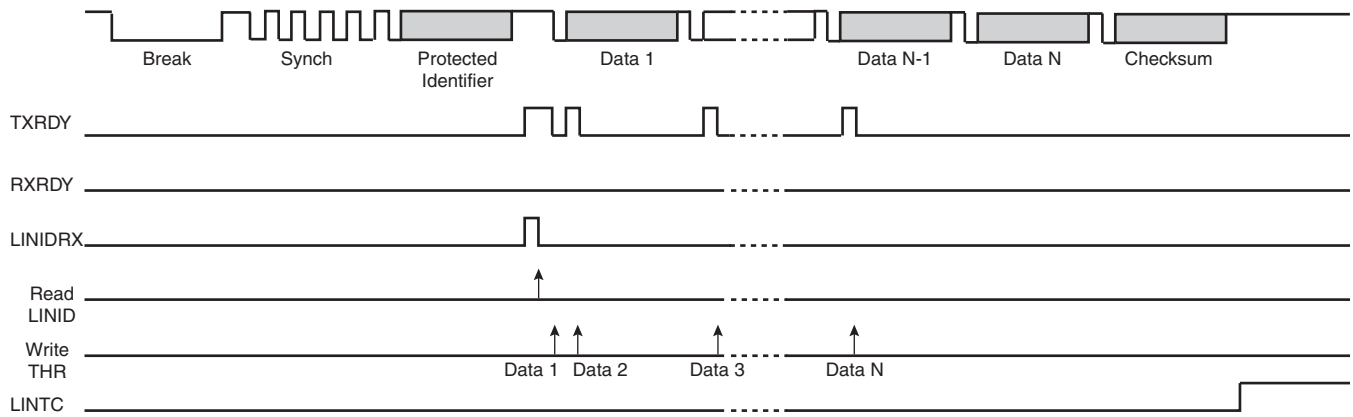 Break
Synch
Protected
Identifier
Data 1
Data N-1
Data N
Checksum
TXRDY
RXRDY
LINIDRX
Read
LINID
Write
THR
Data 1
Data 2
Data 3
Data N
LINTC